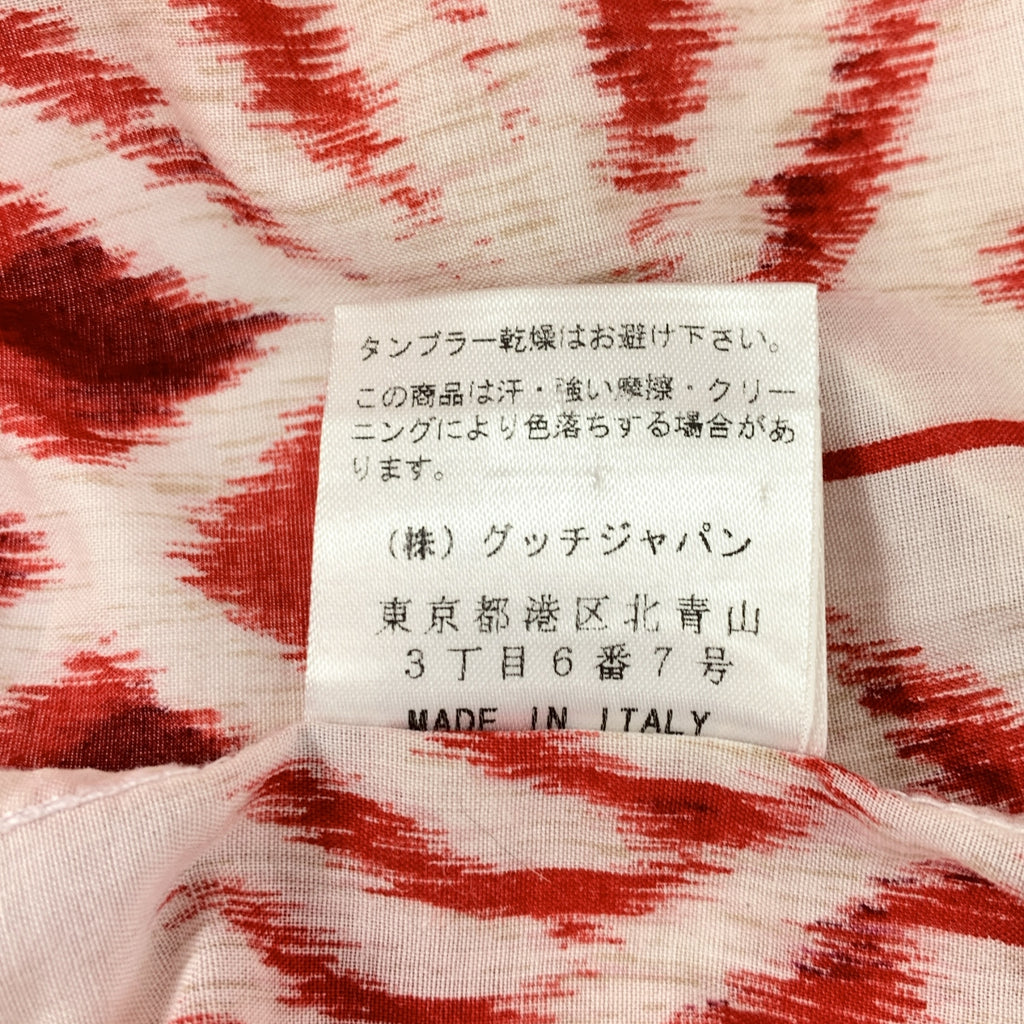 タンブラー乾燥はお避け下さい。
この商品は汗・強い摩擦・クリー
ニングにより色落ちする場合があ
ります。
（株）グッチジャパン
東京都港区北青山
３丁目６番７号
MADE IN ITALY